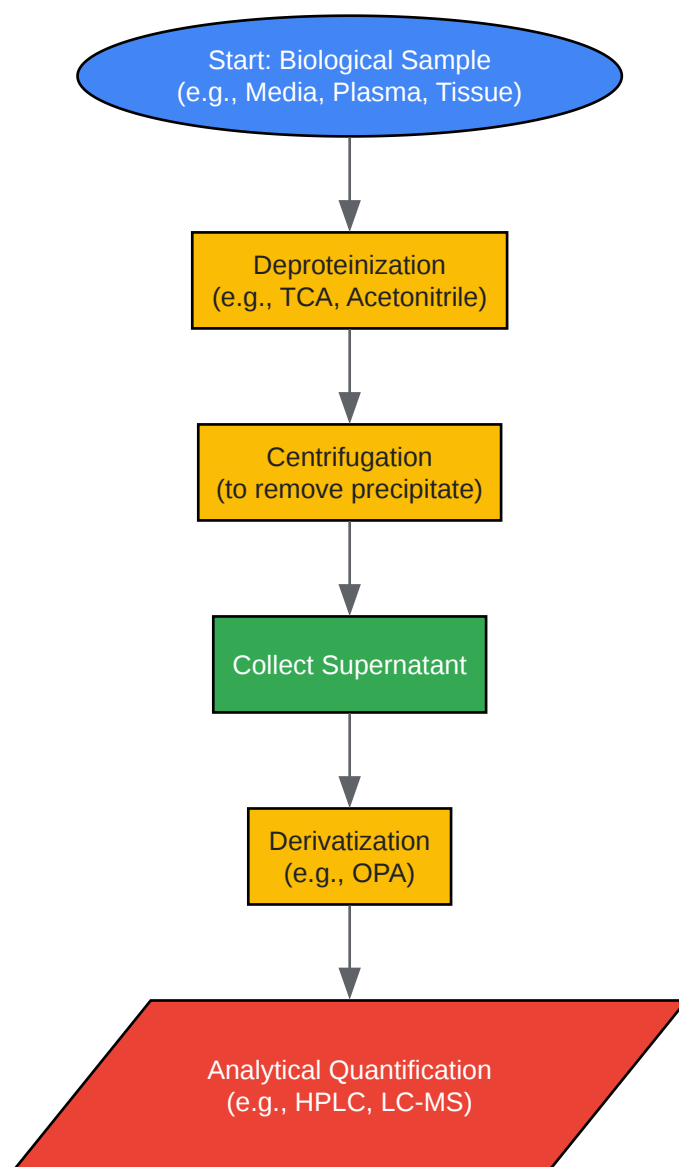 Start: Biological Sample
(e.g., Media, Plasma, Tissue)
Deproteinization
(e.g., TCA, Acetonitrile)
Centrifugation
(to remove precipitate)
Collect Supernatant
Derivatization
(e.g., OPA)
Analytical Quantification
(e.g., HPLC, LC-MS)